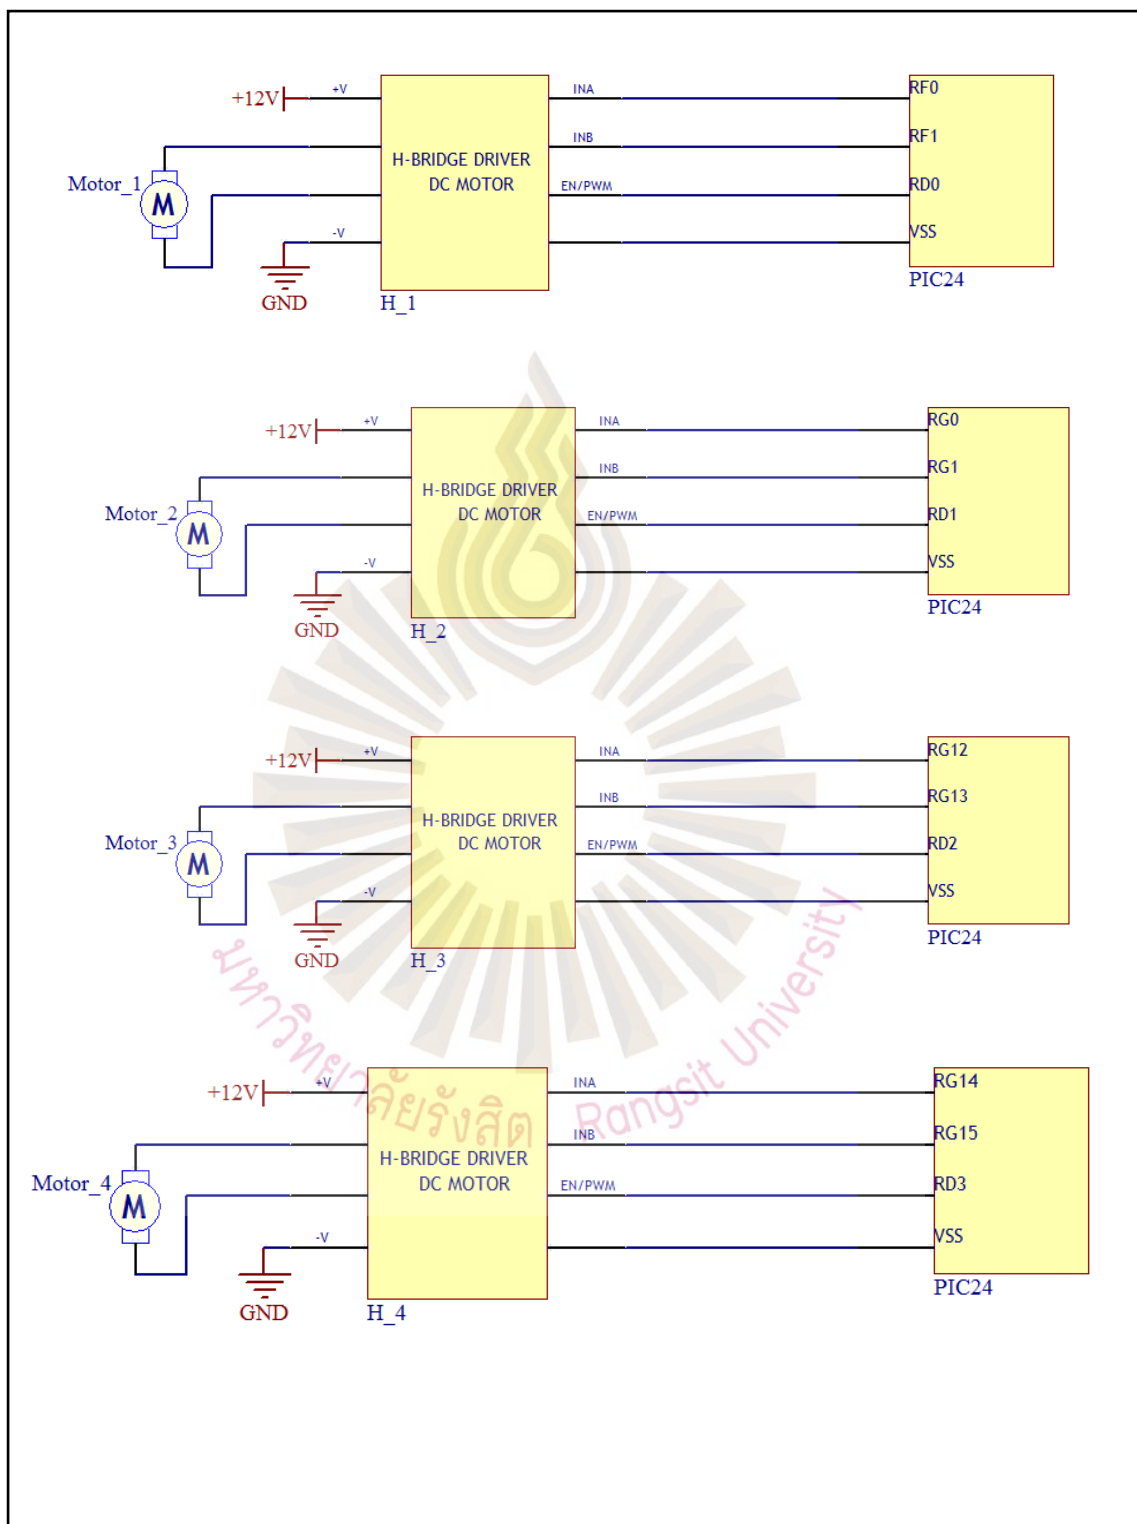 +12V
+V
INA
RF0
INB
RF1
H-BRIDGE DRIVER
DC MOTOR
Motor_1
M
EN/PWM
RD0
-V
VSS
GND
H_1
PIC24
+12V
+V
INA
RG0
INB
RG1
H-BRIDGE DRIVER
DC MOTOR
Motor_2
M
EN/PWM
RD1
-V
VSS
GND
H_2
PIC24
+12V
+V
INA
RG12
INB
RG13
H-BRIDGE DRIVER
DC MOTOR
Motor_3
M
EN/PWM
RD2
-V
VSS
GND
H_3
PIC24
มหาวิทยาลัยรังสิต Rangsit University
+12V
+V
INA
RG14
INB
RG15
H-BRIDGE DRIVER
DC MOTOR
Motor_4
M
EN/PWM
RD3
-V
VSS
GND
H_4
PIC24